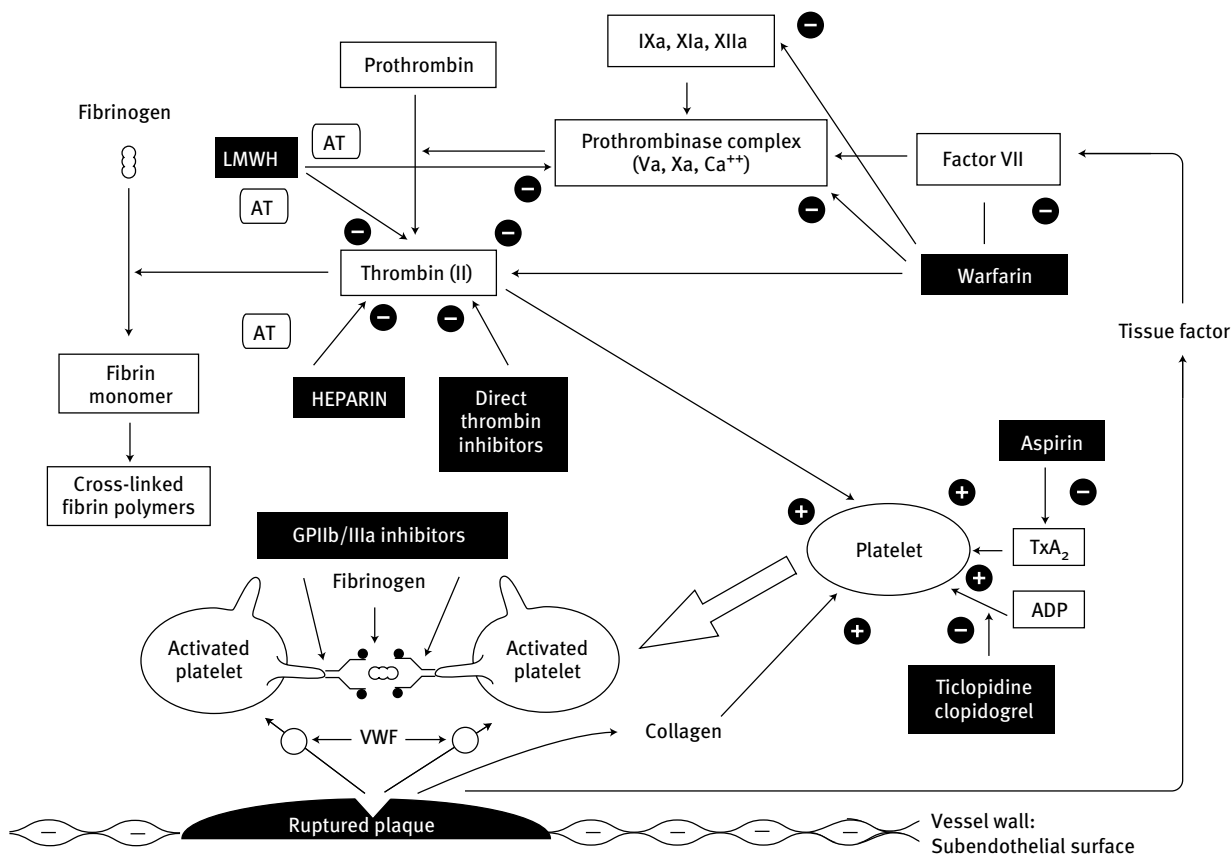 IXa, XIa, XIIa
Prothrombin
Fibrinogen
AT
LMWH
Prothrombinase complex
(Va, Xa, Ca⁺⁺)
Factor VII
AT
Thrombin (II)
Warfarin
AT
Tissue factor
Fibrin
monomer
HEPARIN
Direct
thrombin
inhibitors
Aspirin
Cross-linked
fibrin polymers
GPIIb/IIIa inhibitors
Platelet
TxA₂
Fibrinogen
ADP
Activated
platelet
Activated
platelet
Ticlopidine
clopidogrel
VWF
Collagen
Ruptured plaque
Vessel wall:
Subendothelial surface